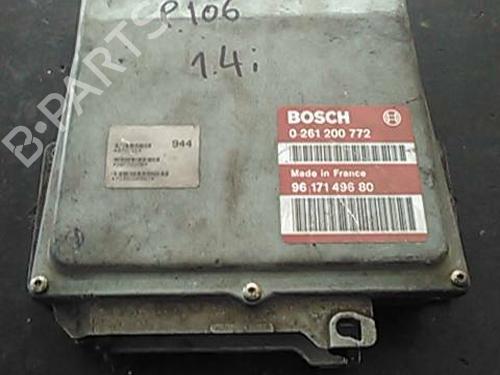 P.106
1.4i
B-PARTS
BOSCH
0 261 200 772
944
Made in France
96 171 496 80